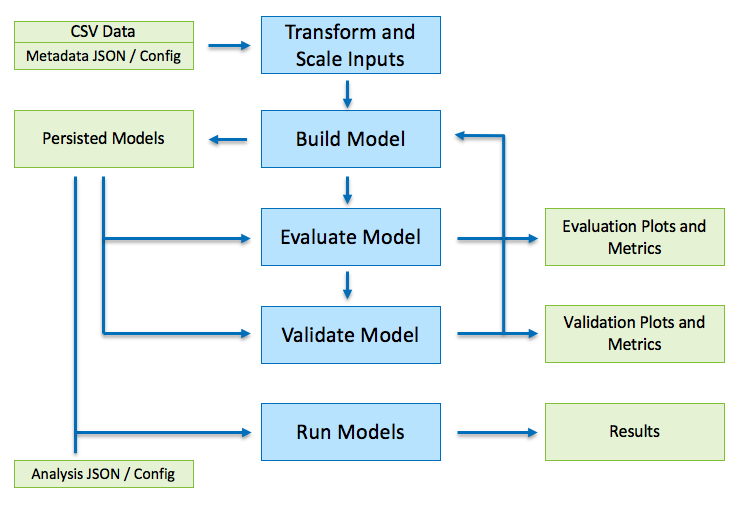 CSV Data
Metadata JSON / Config
Transform and
Scale Inputs
Persisted Models
Build Model
Evaluate Model
Evaluation Plots and
Metrics
Validate Model
Validation Plots and
Metrics
Run Models
Results
Analysis JSON / Config